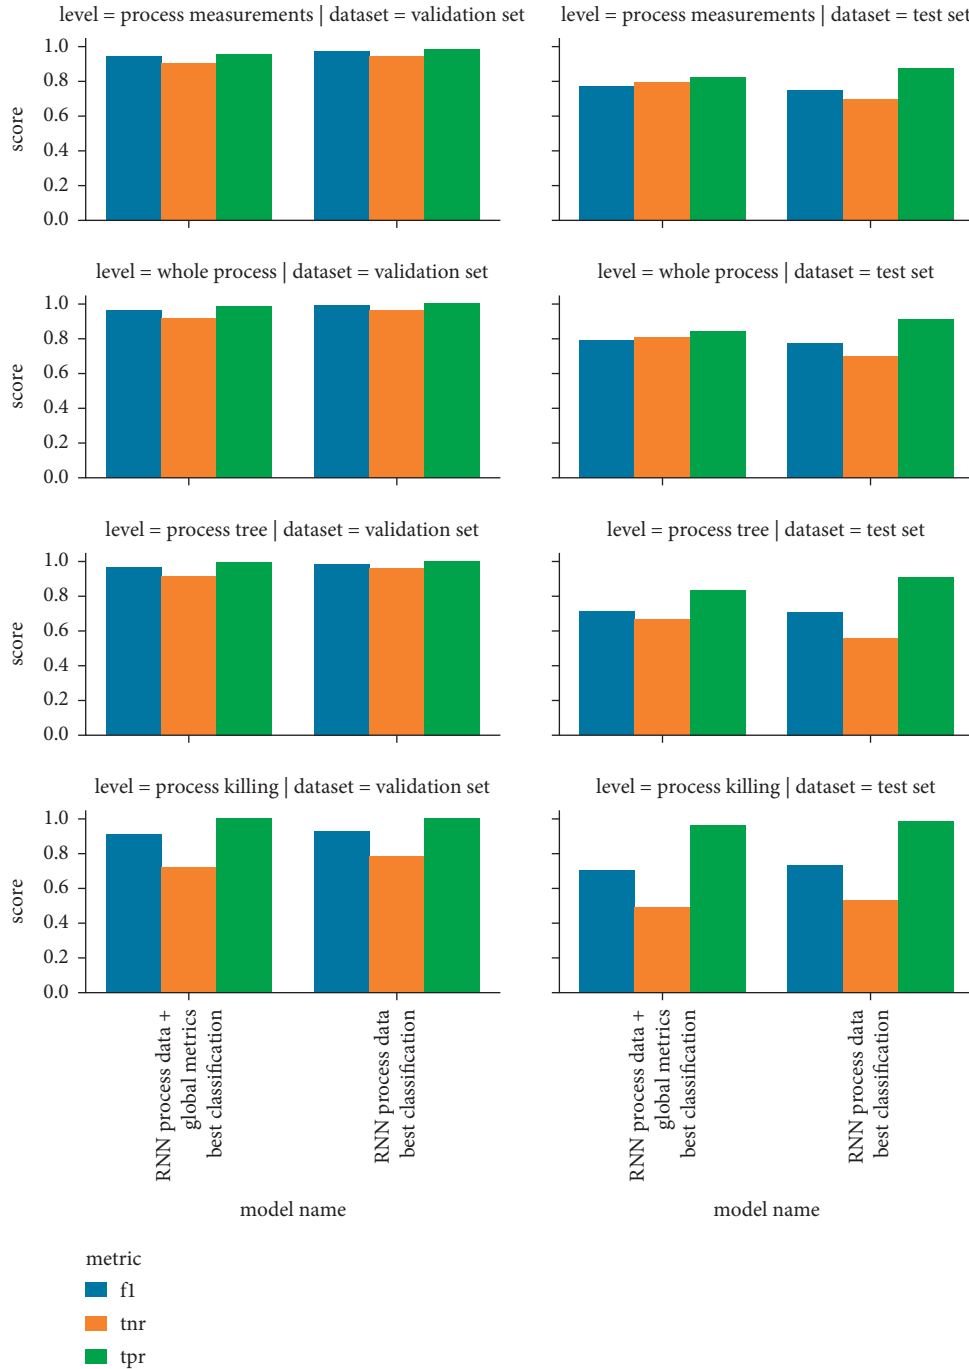 level = process measurements | dataset = validation set
level = process measurements | dataset = test set
score
1.0
0.8
0.6
0.4
0.2
0.0
level = whole process | dataset = validation set
level = whole process | dataset = test set
score
1.0
0.8
0.6
0.4
0.2
0.0
level = process tree | dataset = validation set
level = process tree | dataset = test set
score
1.0
0.8
0.6
0.4
0.2
0.0
level = process killing | dataset = validation set
level = process killing | dataset = test set
score
1.0
0.8
0.6
0.4
0.2
0.0
RNN process data +
global metrics
best classification
RNN process data
best classification
RNN process data +
global metrics
best classification
RNN process data
best classification
model name
model name
metric
f1
tnr
tpr